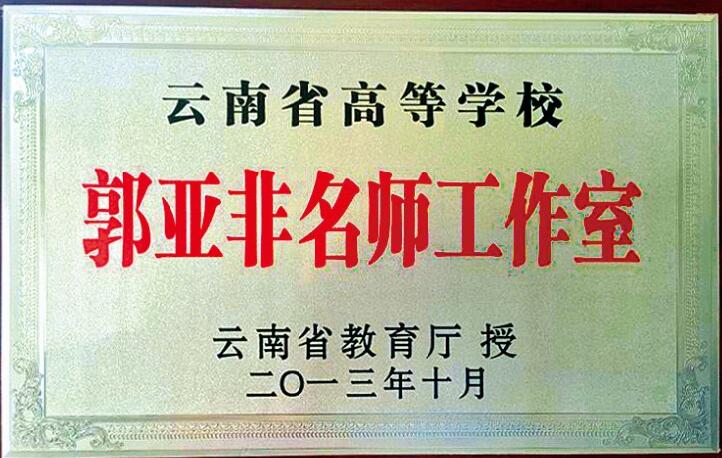 云南省高等学校
郭亚非名师工作室
云南省教育厅 授
二〇一三年十月